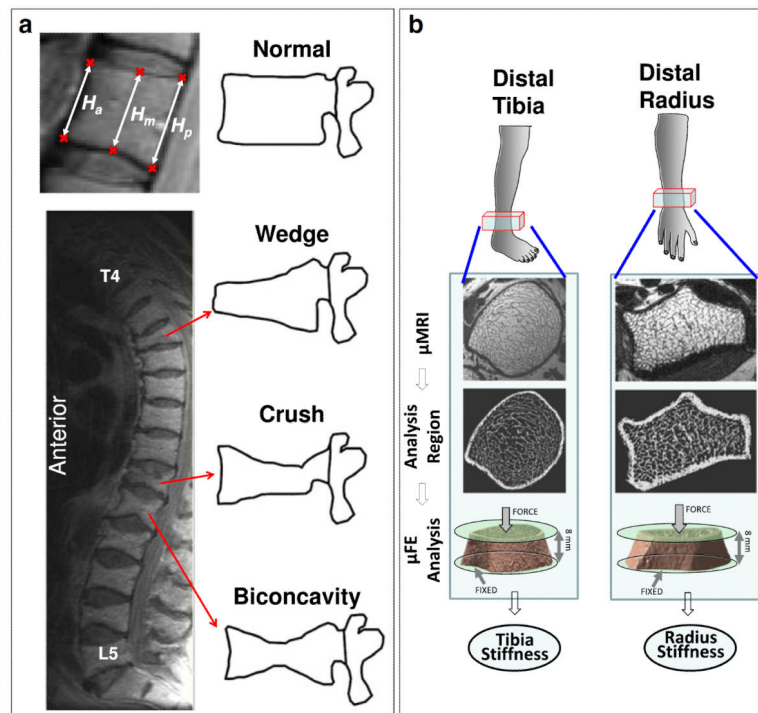 a
Normal
Hₐ
Hₘ
Hₚ
Wedge
T4
Crush
Anterior
Biconcavity
L5
b
Distal
Tibia
Distal
Radius
µMRI
Analysis
Region
µFE
Analysis
FORCE
8 mm
FIXED
FORCE
8 mm
FIXED
Tibia
Stiffness
Radius
Stiffness